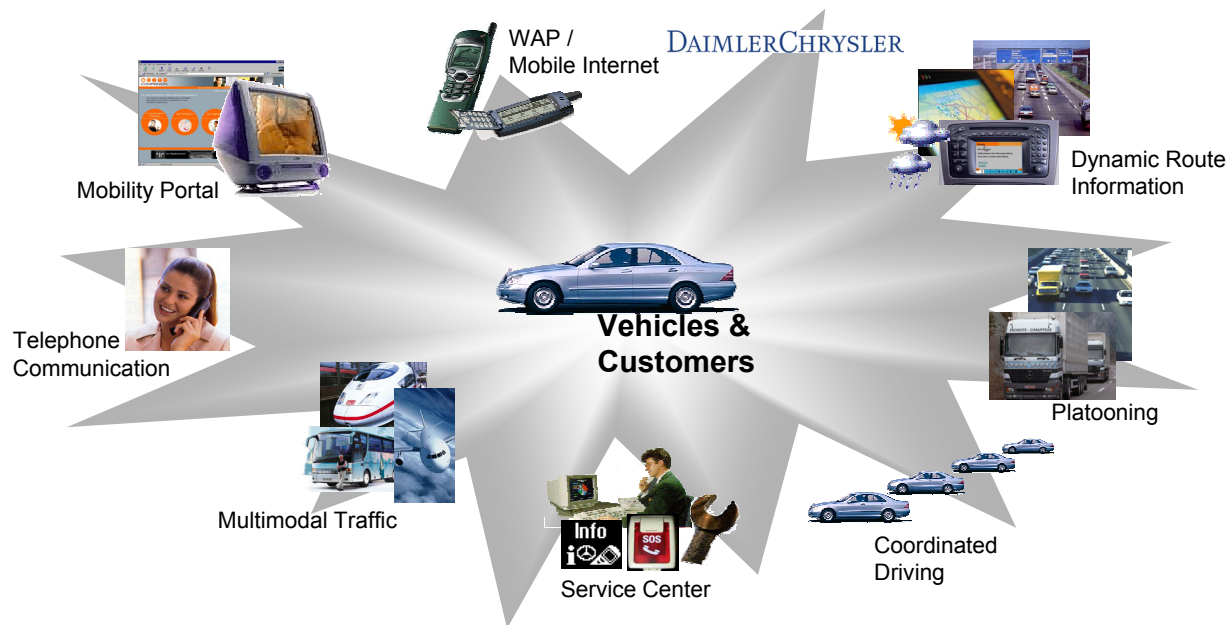 WAP /
Mobile Internet
DAIMLERCHRYSLER
Mobility Portal
Dynamic Route
Information
Vehicles &
Customers
Telephone
Communication
Platooning
Multimodal Traffic
Info
SOS
Service Center
Coordinated
Driving